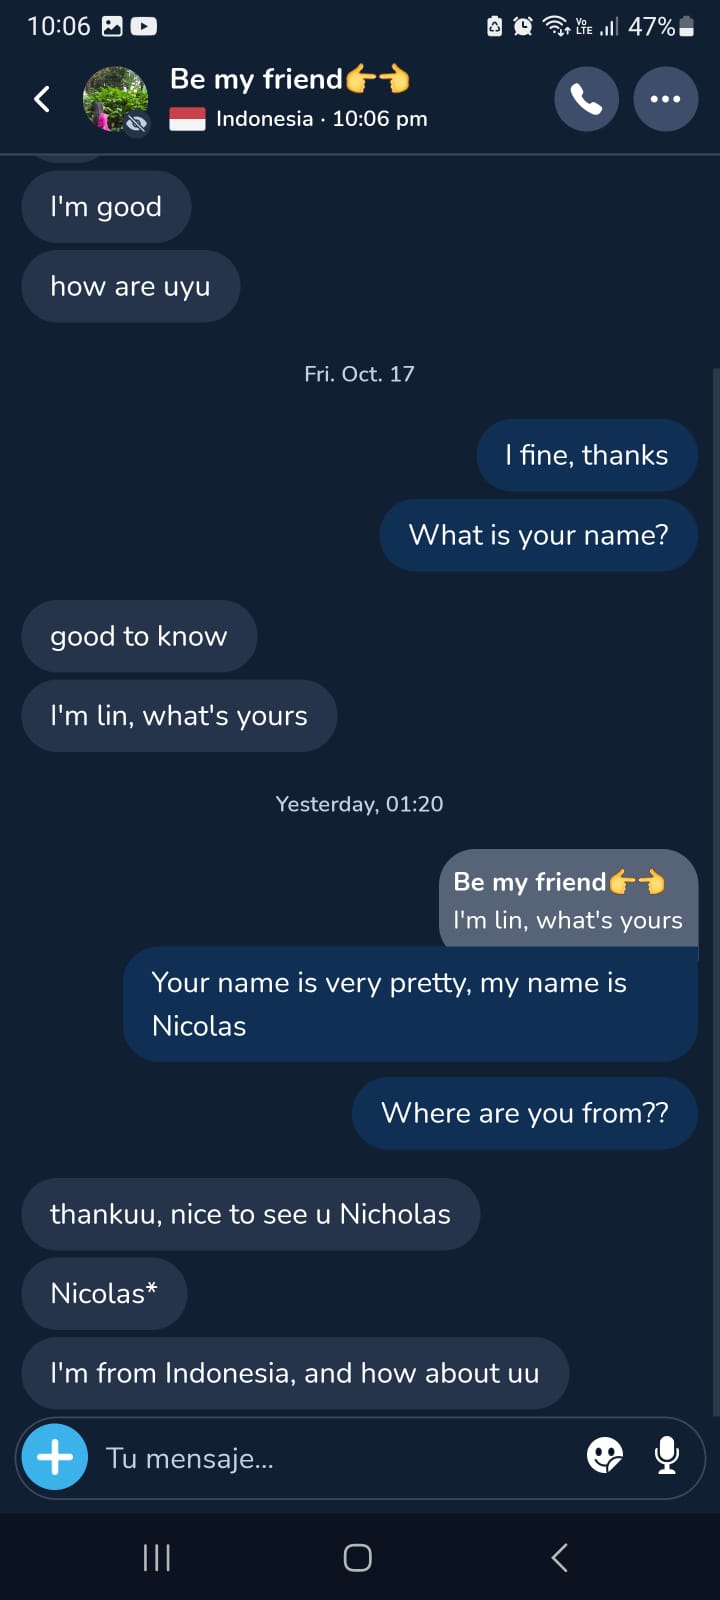 10:06 Vo LTE 47%
Be my friend👉👈
Indonesia · 10:06 pm
I'm good
how are uyu
Fri. Oct. 17
I fine, thanks
What is your name?
good to know
I'm lin, what's yours
Yesterday, 01:20
Be my friend👉👈
I'm lin, what's yours
Your name is very pretty, my name is
Nicolas
Where are you from??
thankuu, nice to see u Nicholas
Nicolas*
I'm from Indonesia, and how about uu
Tu mensaje...